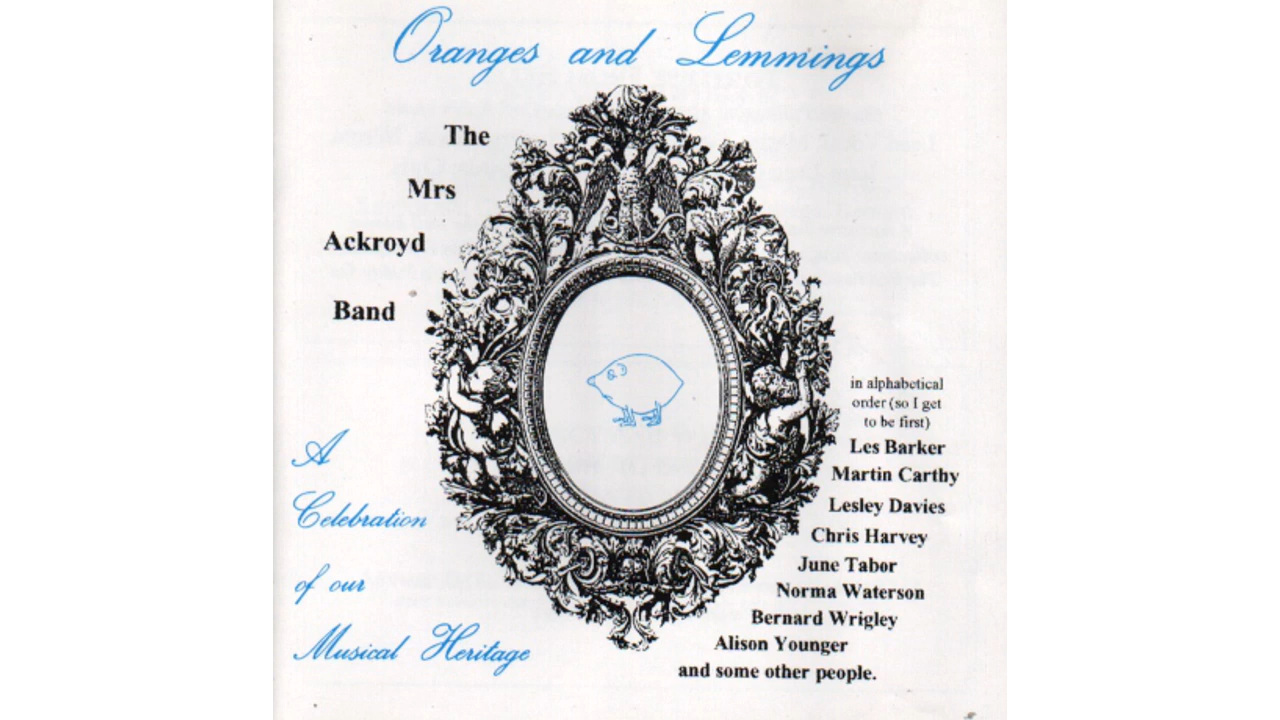 Oranges and Lemmings
The
Mrs
Ackroyd
Band
A
Celebration
of our
Musical Heritage
in alphabetical
order (so I get
to be first)
Les Barker
Martin Carthy
Lesley Davies
Chris Harvey
June Tabor
Norma Waterson
Bernard Wrigley
Alison Younger
and some other people.